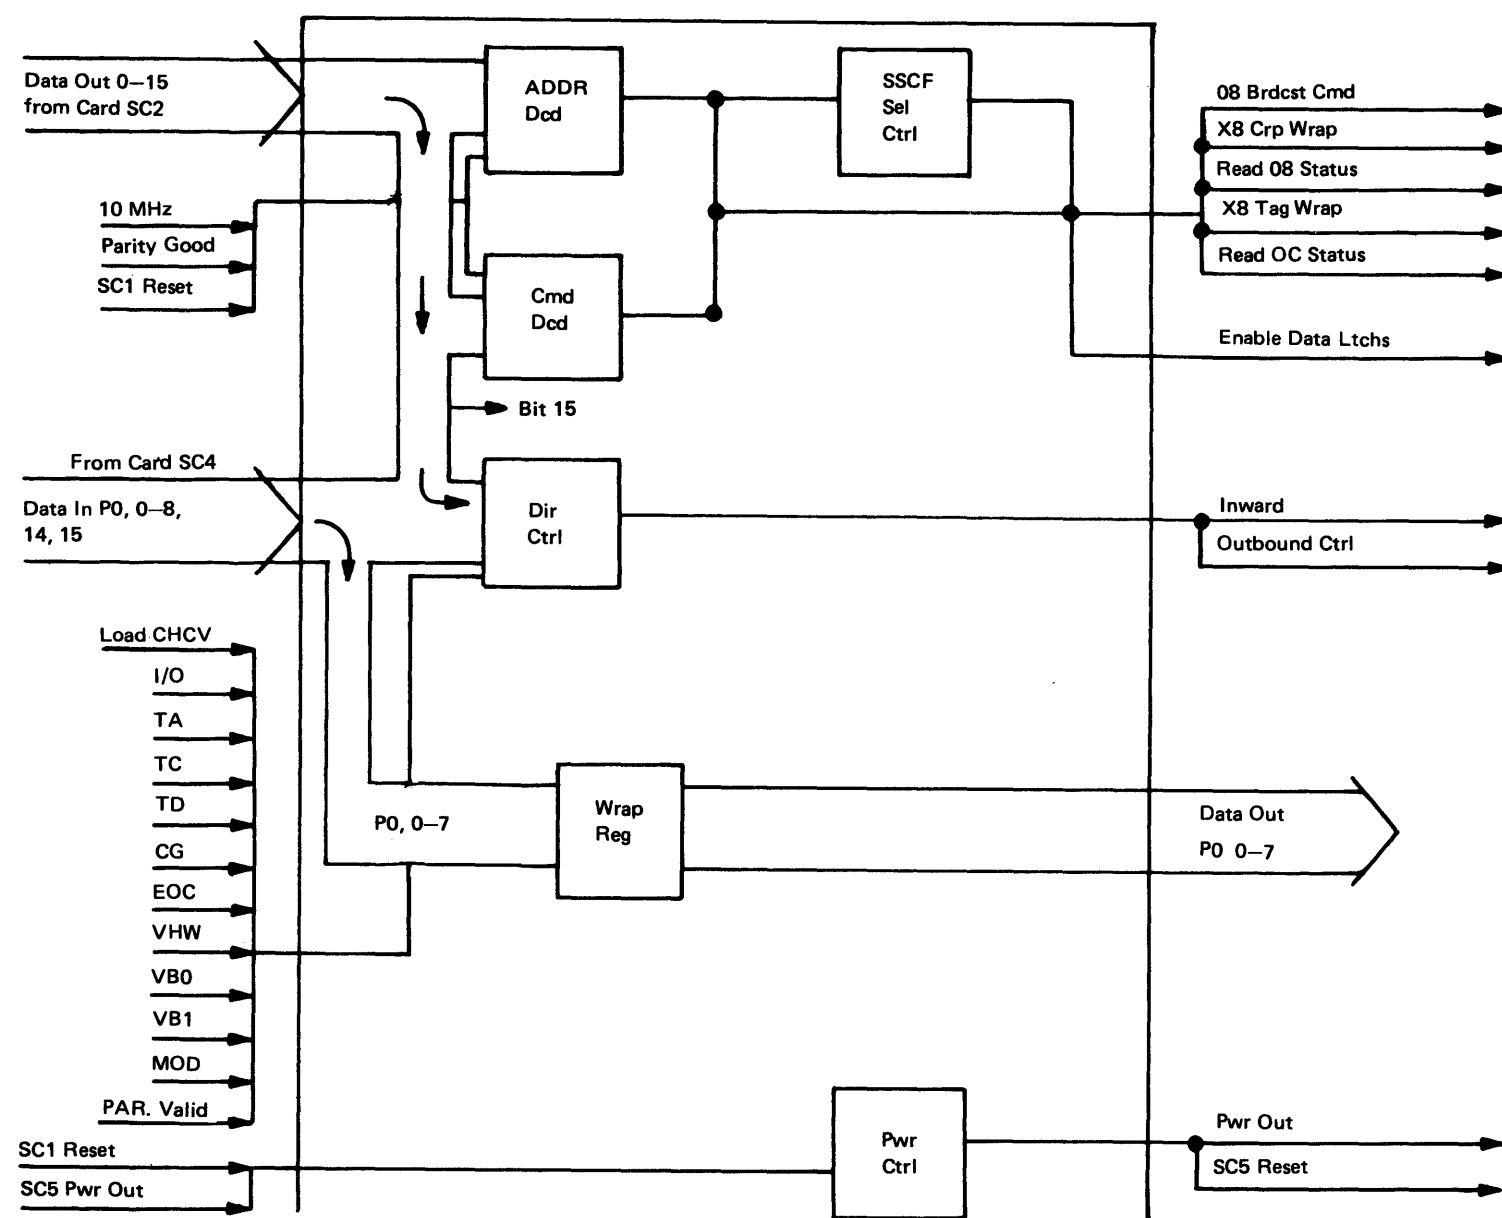 Data Out 0–15
from Card SC2
ADDR
Dcd
SSCF
Sel
Ctrl
08 Brdcst Cmd
X8 Crp Wrap
Read 08 Status
X8 Tag Wrap
Read OC Status
10 MHz
Parity Good
SC1 Reset
Cmd
Dcd
Enable Data Ltchs
Bit 15
From Card SC4
Data In P0, 0–8,
14, 15
Dir
Ctrl
Inward
Outbound Ctrl
Load CHCV
I/O
TA
TC
TD
CG
EOC
VHW
VB0
VB1
MOD
PAR. Valid
P0, 0–7
Wrap
Reg
Data Out
P0 0–7
SC1 Reset
SC5 Pwr Out
Pwr
Ctrl
Pwr Out
SC5 Reset